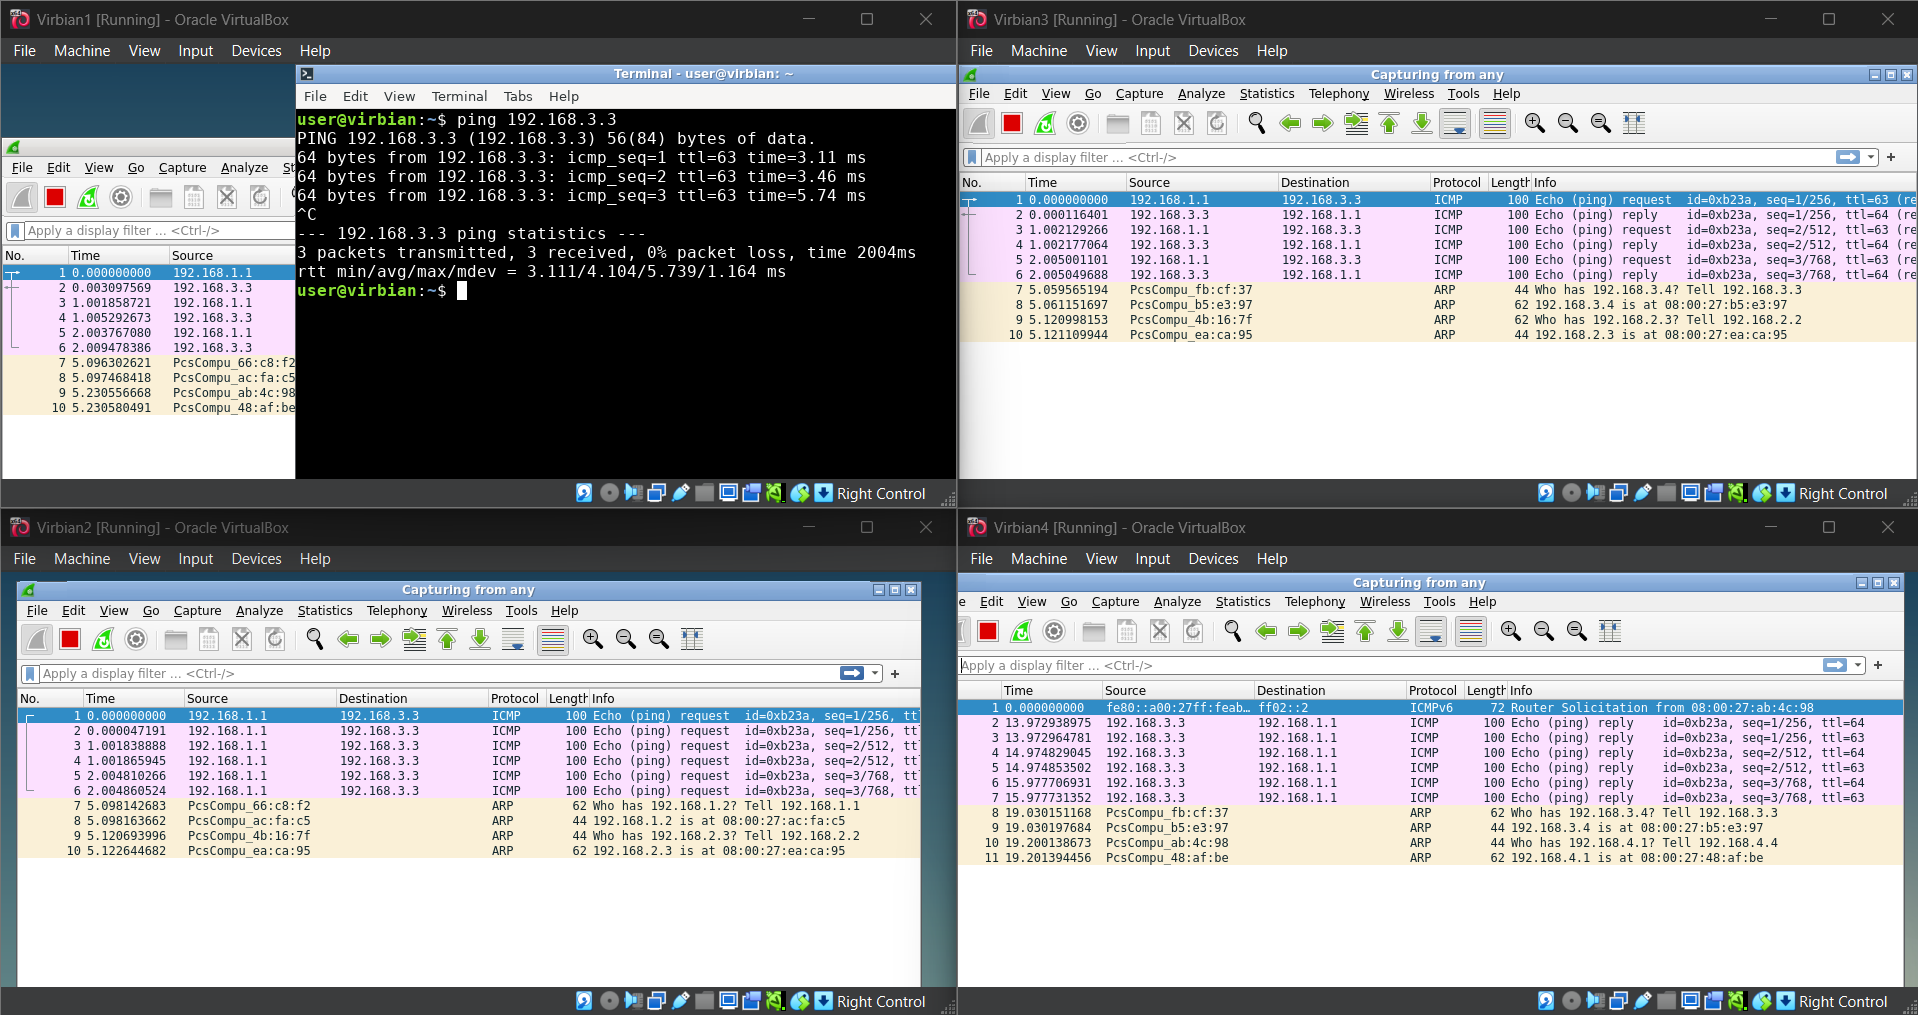 Virbian1 [Running] - Oracle VirtualBox
File Machine View Input Devices Help
Terminal - user@virbian: ~
File Edit View Terminal Tabs Help
user@virbian:~$ ping 192.168.3.3
PING 192.168.3.3 (192.168.3.3) 56(84) bytes of data.
64 bytes from 192.168.3.3: icmp_seq=1 ttl=63 time=3.11 ms
64 bytes from 192.168.3.3: icmp_seq=2 ttl=63 time=3.46 ms
64 bytes from 192.168.3.3: icmp_seq=3 ttl=63 time=5.74 ms
^C
--- 192.168.3.3 ping statistics ---
3 packets transmitted, 3 received, 0% packet loss, time 2004ms
rtt min/avg/max/mdev = 3.111/4.104/5.739/1.164 ms
user@virbian:~$
File Edit View Go Capture Analyze St
Apply a display filter ... <Ctrl-/>
No. Time Source
1 0.000000000 192.168.1.1
2 0.003097569 192.168.3.3
3 1.001858721 192.168.1.1
4 1.005292673 192.168.3.3
5 2.003767080 192.168.1.1
6 2.009478386 192.168.3.3
7 5.096302621 PcsCompu_66:c8:f2
8 5.097468418 PcsCompu_ac:fa:c5
9 5.230556668 PcsCompu_ab:4c:98
10 5.230580491 PcsCompu_48:af:be
Right Control
Virbian3 [Running] - Oracle VirtualBox
File Machine View Input Devices Help
Capturing from any
File Edit View Go Capture Analyze Statistics Telephony Wireless Tools Help
Apply a display filter ... <Ctrl-/>
No. Time Source Destination Protocol Length Info
1 0.000000000 192.168.1.1 192.168.3.3 ICMP 100 Echo (ping) request id=0xb23a, seq=1/256, ttl=63 (re
2 0.000116401 192.168.3.3 192.168.1.1 ICMP 100 Echo (ping) reply id=0xb23a, seq=1/256, ttl=64 (re
3 1.002129266 192.168.1.1 192.168.3.3 ICMP 100 Echo (ping) request id=0xb23a, seq=2/512, ttl=63 (re
4 1.002177064 192.168.3.3 192.168.1.1 ICMP 100 Echo (ping) reply id=0xb23a, seq=2/512, ttl=64 (re
5 2.005001101 192.168.1.1 192.168.3.3 ICMP 100 Echo (ping) request id=0xb23a, seq=3/768, ttl=63 (re
6 2.005049688 192.168.3.3 192.168.1.1 ICMP 100 Echo (ping) reply id=0xb23a, seq=3/768, ttl=64 (re
7 5.059565194 PcsCompu_fb:cf:37 ARP 44 Who has 192.168.3.4? Tell 192.168.3.3
8 5.061151697 PcsCompu_b5:e3:97 ARP 62 192.168.3.4 is at 08:00:27:b5:e3:97
9 5.120998153 PcsCompu_4b:16:7f ARP 62 Who has 192.168.2.3? Tell 192.168.2.2
10 5.121109944 PcsCompu_ea:ca:95 ARP 44 192.168.2.3 is at 08:00:27:ea:ca:95
Right Control
Virbian2 [Running] - Oracle VirtualBox
File Machine View Input Devices Help
Capturing from any
File Edit View Go Capture Analyze Statistics Telephony Wireless Tools Help
Apply a display filter ... <Ctrl-/>
No. Time Source Destination Protocol Length Info
1 0.000000000 192.168.1.1 192.168.3.3 ICMP 100 Echo (ping) request id=0xb23a, seq=1/256, tt
2 0.000047191 192.168.1.1 192.168.3.3 ICMP 100 Echo (ping) request id=0xb23a, seq=1/256, tt
3 1.001838888 192.168.1.1 192.168.3.3 ICMP 100 Echo (ping) request id=0xb23a, seq=2/512, tt
4 1.001865945 192.168.1.1 192.168.3.3 ICMP 100 Echo (ping) request id=0xb23a, seq=2/512, tt
5 2.004810266 192.168.1.1 192.168.3.3 ICMP 100 Echo (ping) request id=0xb23a, seq=3/768, tt
6 2.004860524 192.168.1.1 192.168.3.3 ICMP 100 Echo (ping) request id=0xb23a, seq=3/768, tt
7 5.098142683 PcsCompu_66:c8:f2 ARP 62 Who has 192.168.1.2? Tell 192.168.1.1
8 5.098163662 PcsCompu_ac:fa:c5 ARP 44 192.168.1.2 is at 08:00:27:ac:fa:c5
9 5.120693996 PcsCompu_4b:16:7f ARP 44 Who has 192.168.2.3? Tell 192.168.2.2
10 5.122644682 PcsCompu_ea:ca:95 ARP 62 192.168.2.3 is at 08:00:27:ea:ca:95
Right Control
Virbian4 [Running] - Oracle VirtualBox
File Machine View Input Devices Help
Capturing from any
e Edit View Go Capture Analyze Statistics Telephony Wireless Tools Help
Apply a display filter ... <Ctrl-/>
Time Source Destination Protocol Length Info
1 0.000000000 fe80::a00:27ff:feab… ff02::2 ICMPv6 72 Router Solicitation from 08:00:27:ab:4c:98
2 13.972938975 192.168.3.3 192.168.1.1 ICMP 100 Echo (ping) reply id=0xb23a, seq=1/256, ttl=64
3 13.972964781 192.168.3.3 192.168.1.1 ICMP 100 Echo (ping) reply id=0xb23a, seq=1/256, ttl=63
4 14.974829045 192.168.3.3 192.168.1.1 ICMP 100 Echo (ping) reply id=0xb23a, seq=2/512, ttl=64
5 14.974853502 192.168.3.3 192.168.1.1 ICMP 100 Echo (ping) reply id=0xb23a, seq=2/512, ttl=63
6 15.977706931 192.168.3.3 192.168.1.1 ICMP 100 Echo (ping) reply id=0xb23a, seq=3/768, ttl=64
7 15.977731352 192.168.3.3 192.168.1.1 ICMP 100 Echo (ping) reply id=0xb23a, seq=3/768, ttl=63
8 19.030151168 PcsCompu_fb:cf:37 ARP 62 Who has 192.168.3.4? Tell 192.168.3.3
9 19.030197684 PcsCompu_b5:e3:97 ARP 44 192.168.3.4 is at 08:00:27:b5:e3:97
10 19.200138673 PcsCompu_ab:4c:98 ARP 44 Who has 192.168.4.1? Tell 192.168.4.4
11 19.201394456 PcsCompu_48:af:be ARP 62 192.168.4.1 is at 08:00:27:48:af:be
Right Control